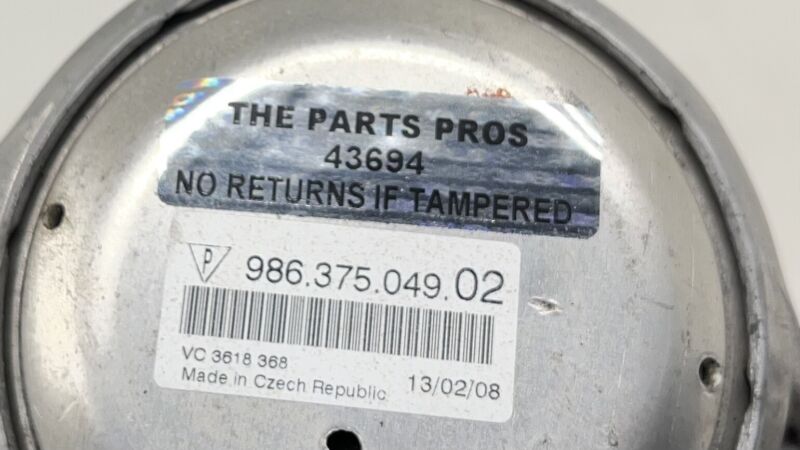 THE PARTS PROS
43694
NO RETURNS IF TAMPERED
P 986.375.049.02
VC 3618 368
Made in Czech Republic 13/02/08